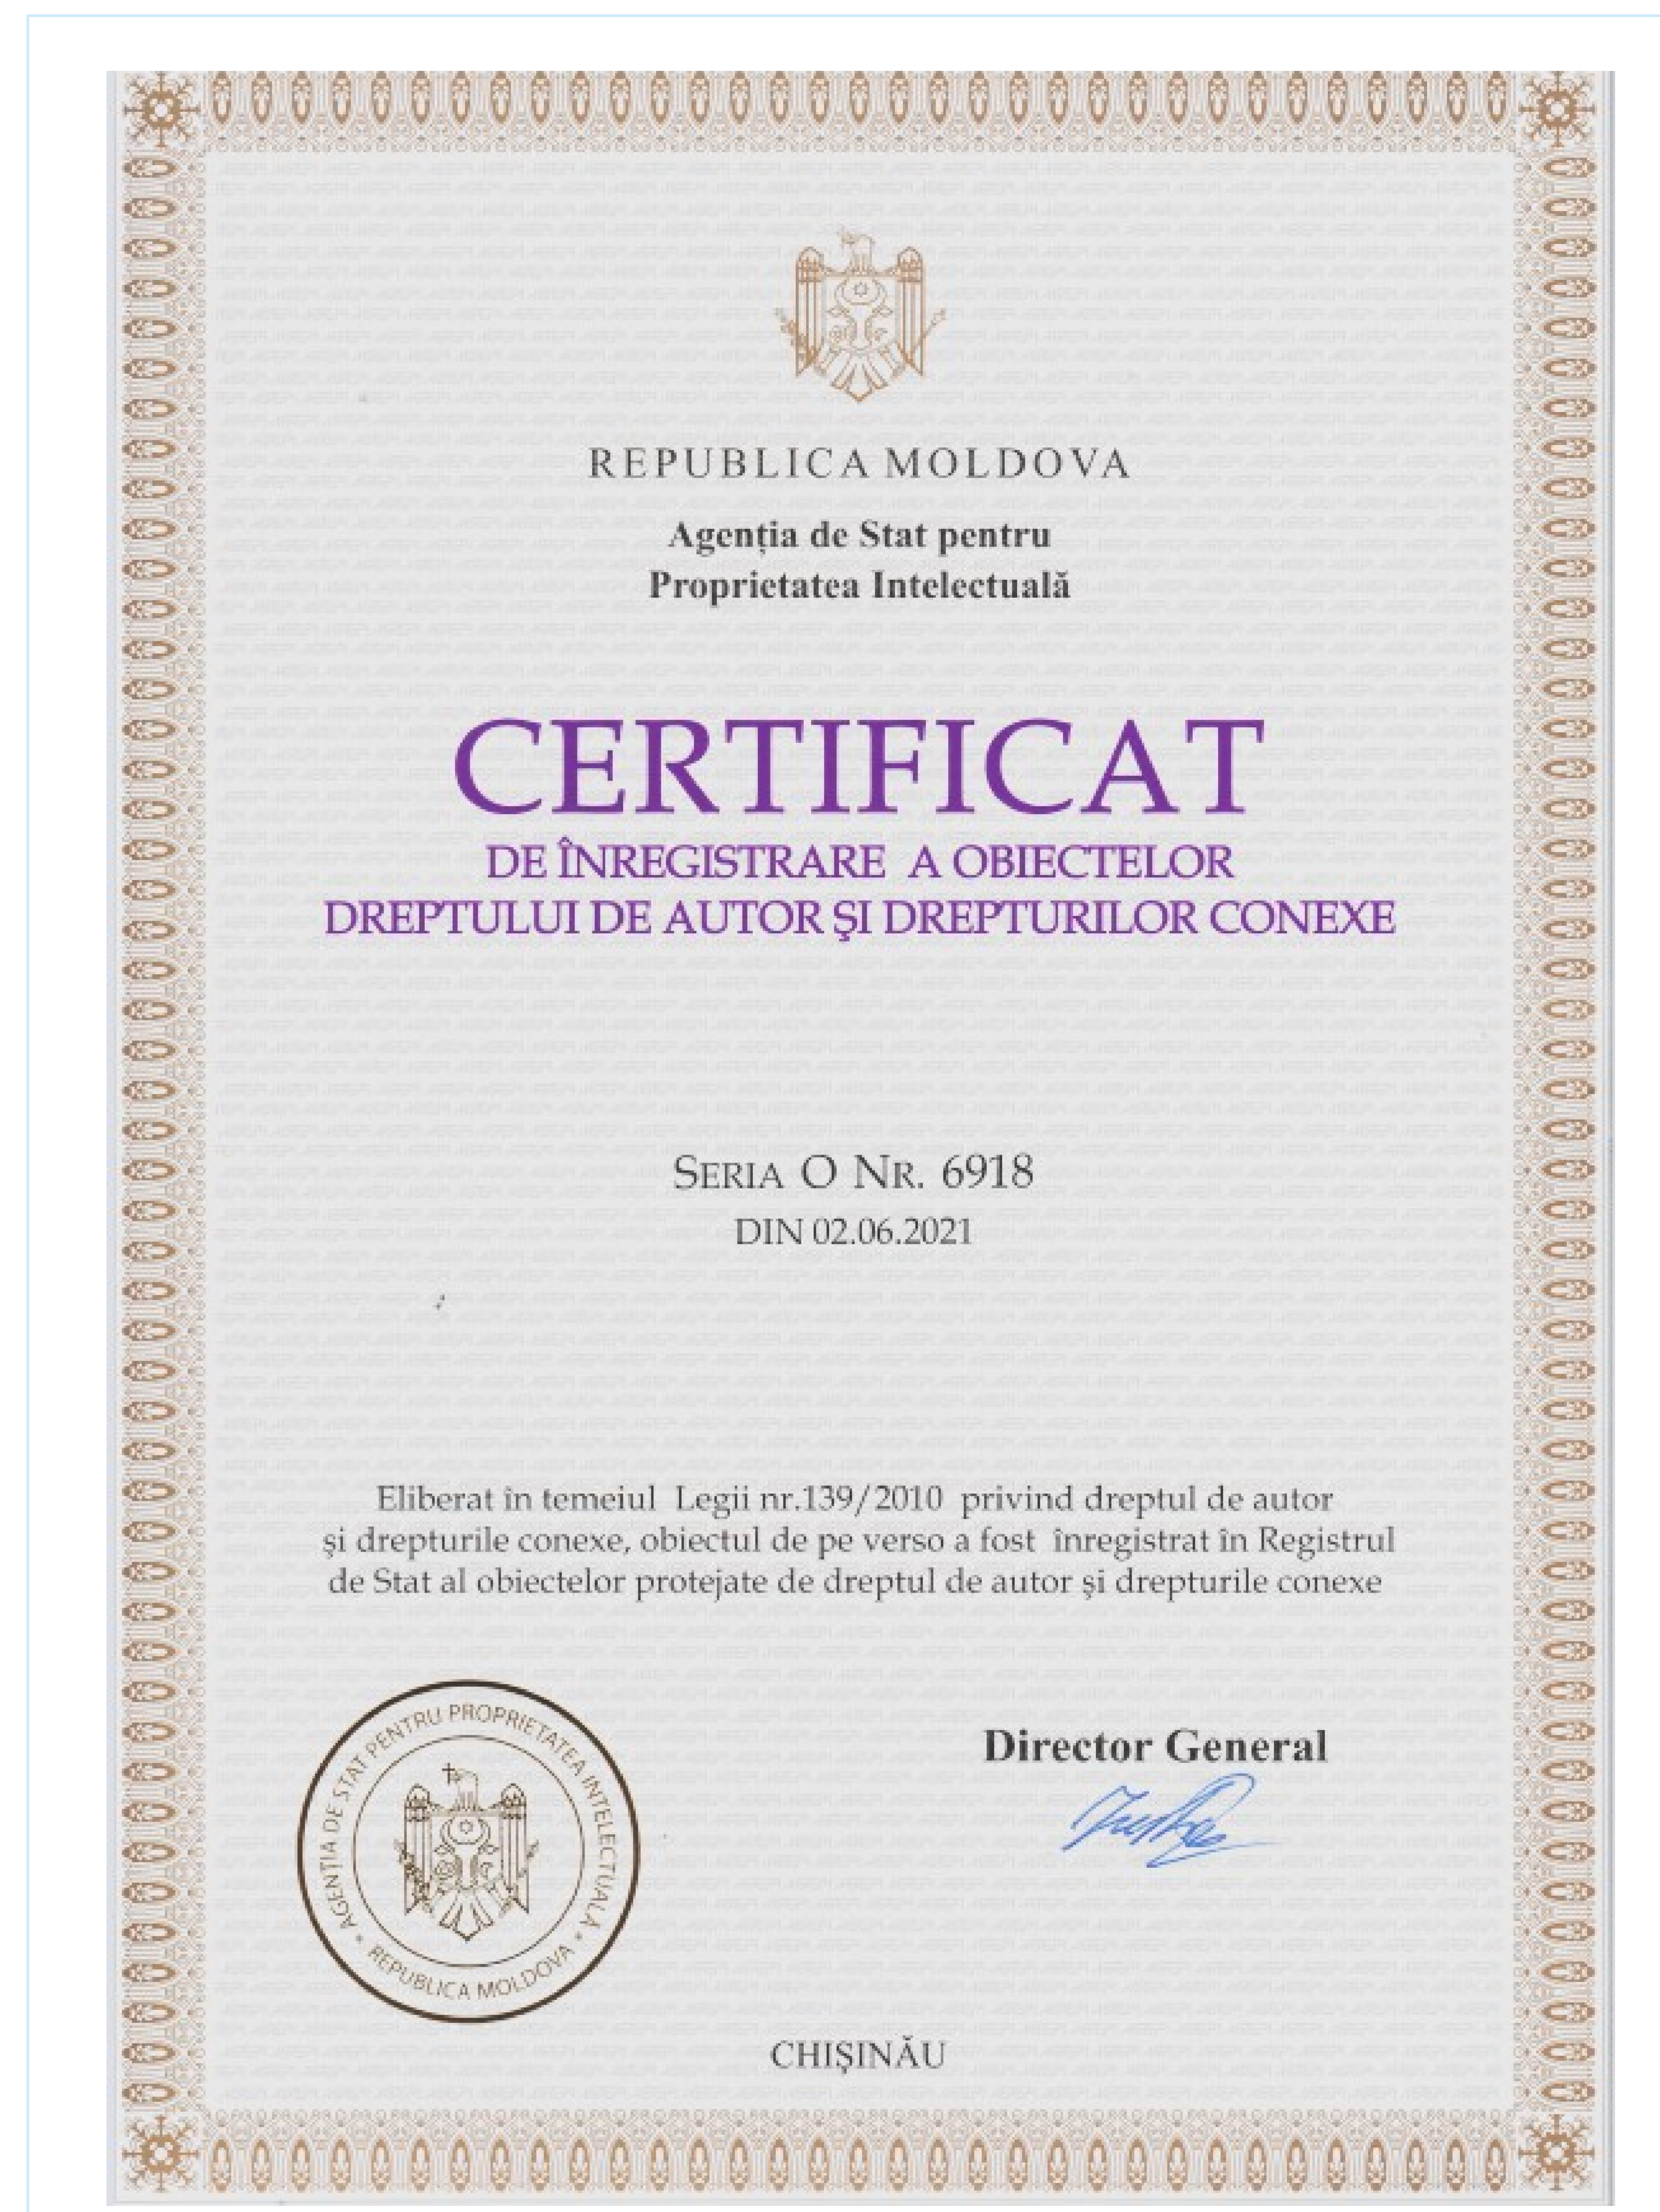 REPUBLICA MOLDOVA
Agenția de Stat pentru
Proprietatea Intelectuală
CERTIFICAT
DE ÎNREGISTRARE A OBIECTELOR
DREPTULUI DE AUTOR ŞI DREPTURILOR CONEXE
SERIA O NR. 6918
DIN 02.06.2021
Eliberat în temeiul Legii nr.139/2010 privind dreptul de autor
şi drepturile conexe, obiectul de pe verso a fost înregistrat în Registrul
de Stat al obiectelor protejate de dreptul de autor şi drepturile conexe
Director General
AGENȚIA DE STAT PENTRU PROPRIETATEA INTELECTUALĂ
* REPUBLICA MOLDOVA *
CHIŞINĂU